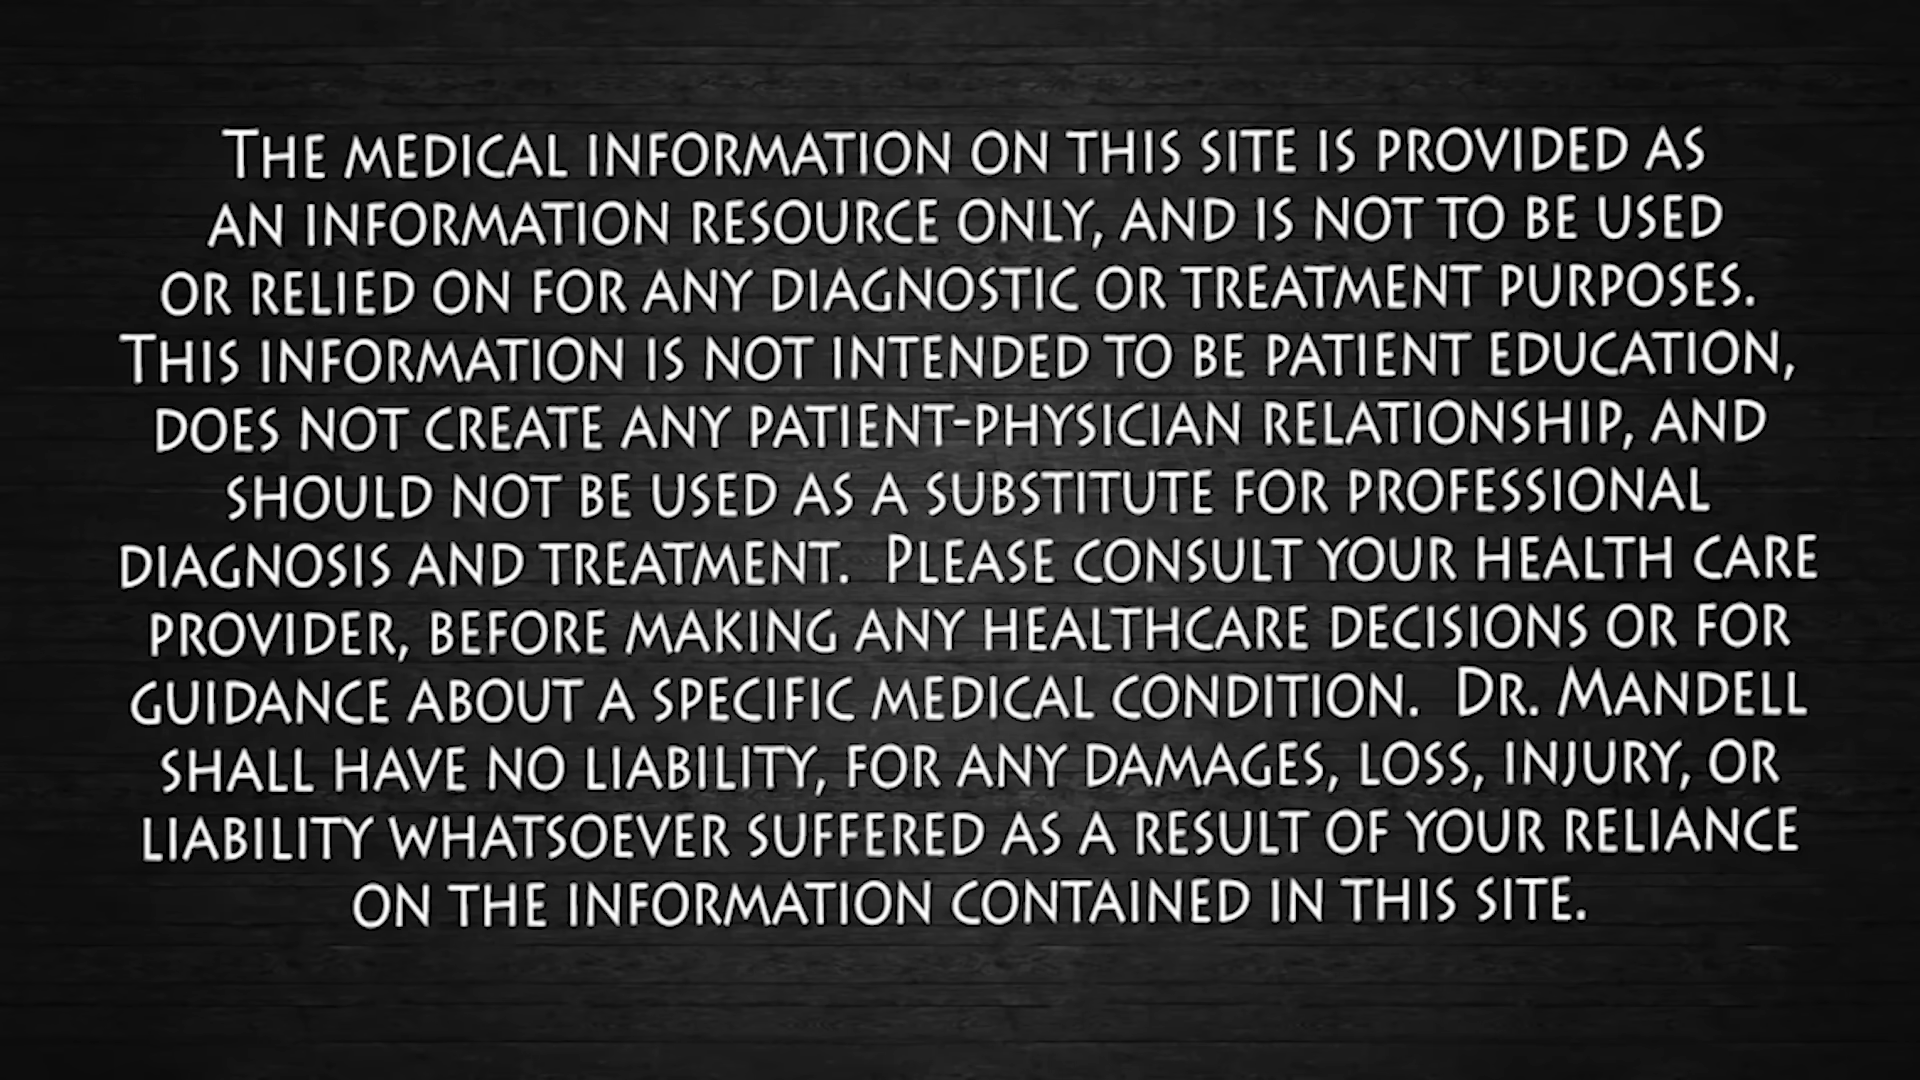 The medical information on this site is provided as
an information resource only, and is not to be used
or relied on for any diagnostic or treatment purposes.
This information is not intended to be patient education,
does not create any patient-physician relationship, and
should not be used as a substitute for professional
diagnosis and treatment.  Please consult your health care
provider, before making any healthcare decisions or for
guidance about a specific medical condition.  Dr. Mandell
shall have no liability, for any damages, loss, injury, or
liability whatsoever suffered as a result of your reliance
on the information contained in this site.